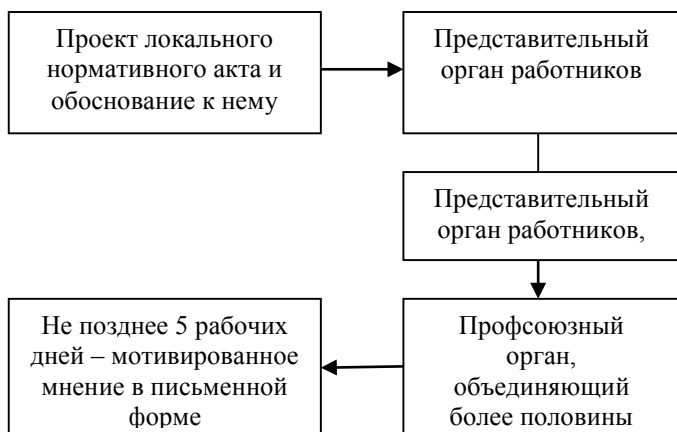 Проект локального
нормативного акта и
обоснование к нему
Представительный
орган работников
Представительный
орган работников,
Профсоюзный
орган,
объединяющий
более половины
Не позднее 5 рабочих
дней – мотивированное
мнение в письменной
форме